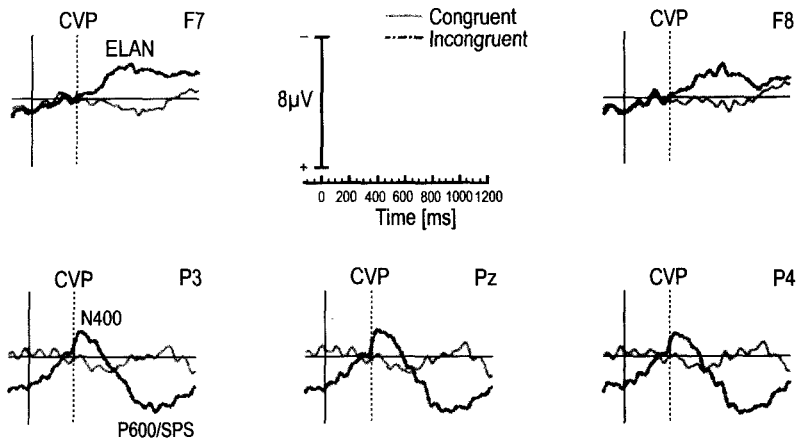 CVP F7
ELAN
Congruent
Incongruent
−
8µV
+
0 200 400 600 800 1000 1200
Time [ms]
CVP F8
CVP P3
N400
P600/SPS
CVP Pz
CVP P4